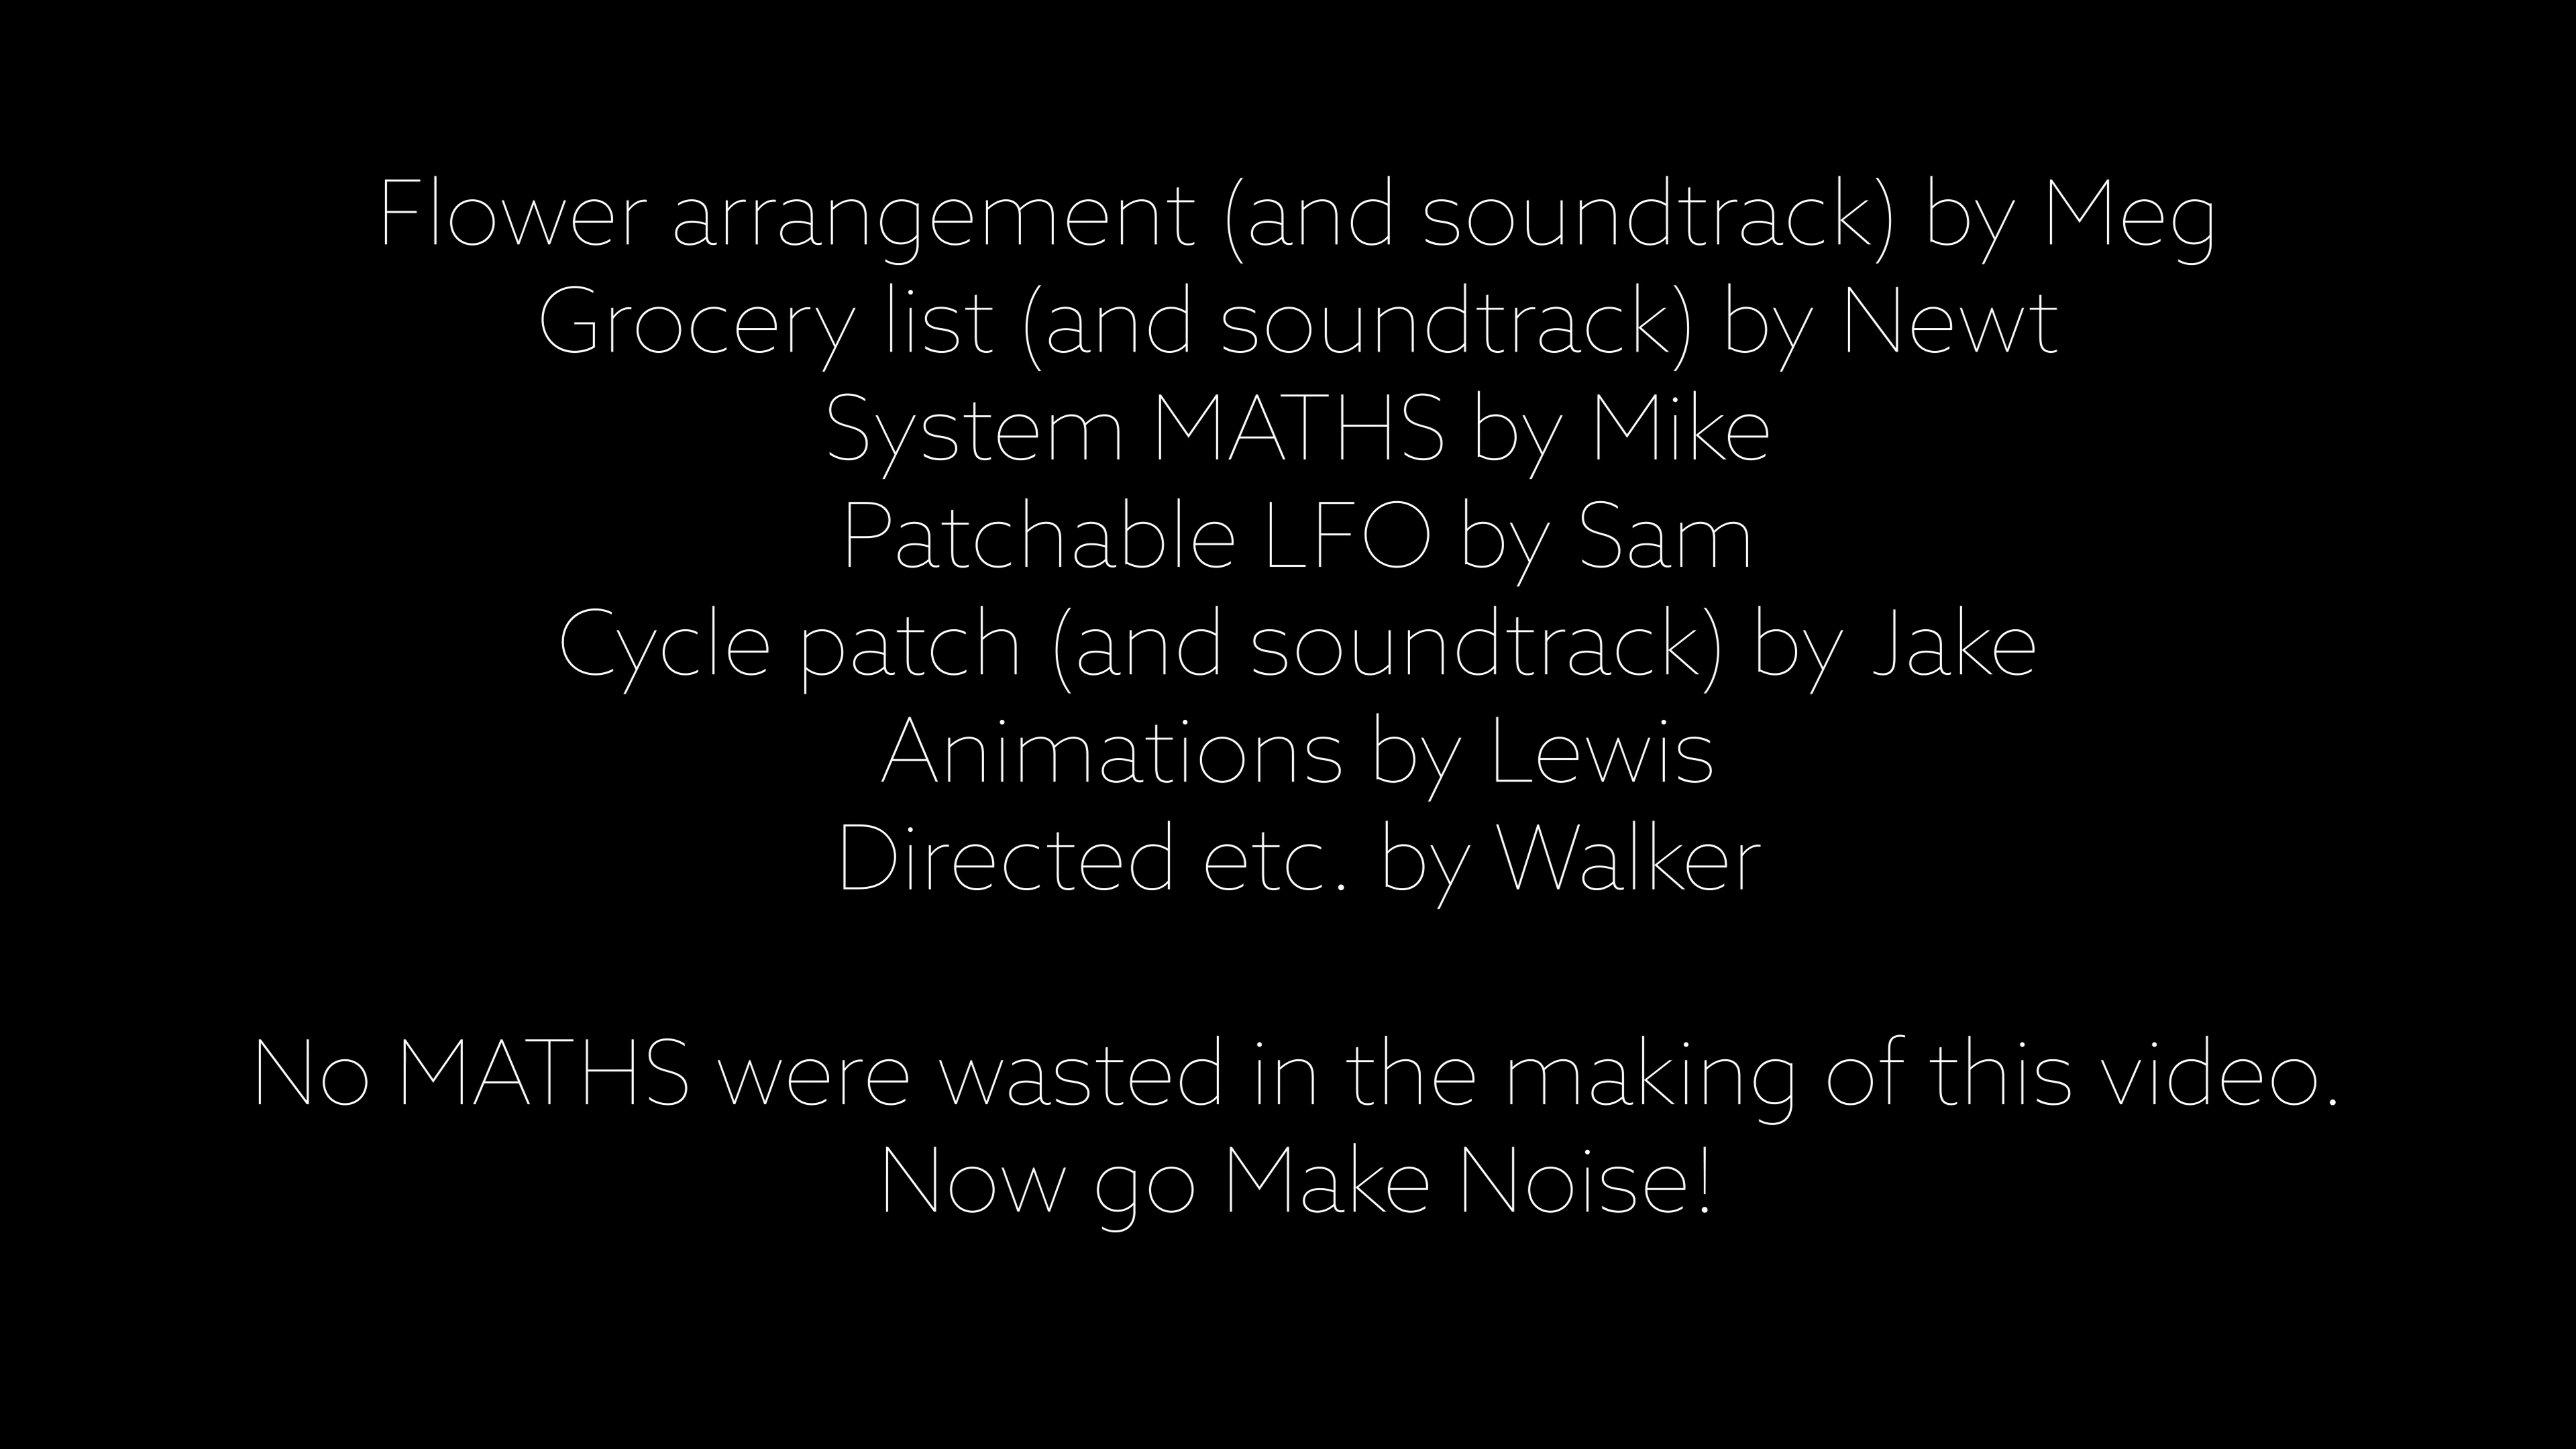 Flower arrangement (and soundtrack) by Meg
Grocery list (and soundtrack) by Newt
System MATHS by Mike
Patchable LFO by Sam
Cycle patch (and soundtrack) by Jake
Animations by Lewis
Directed etc. by Walker
No MATHS were wasted in the making of this video.
Now go Make Noise!